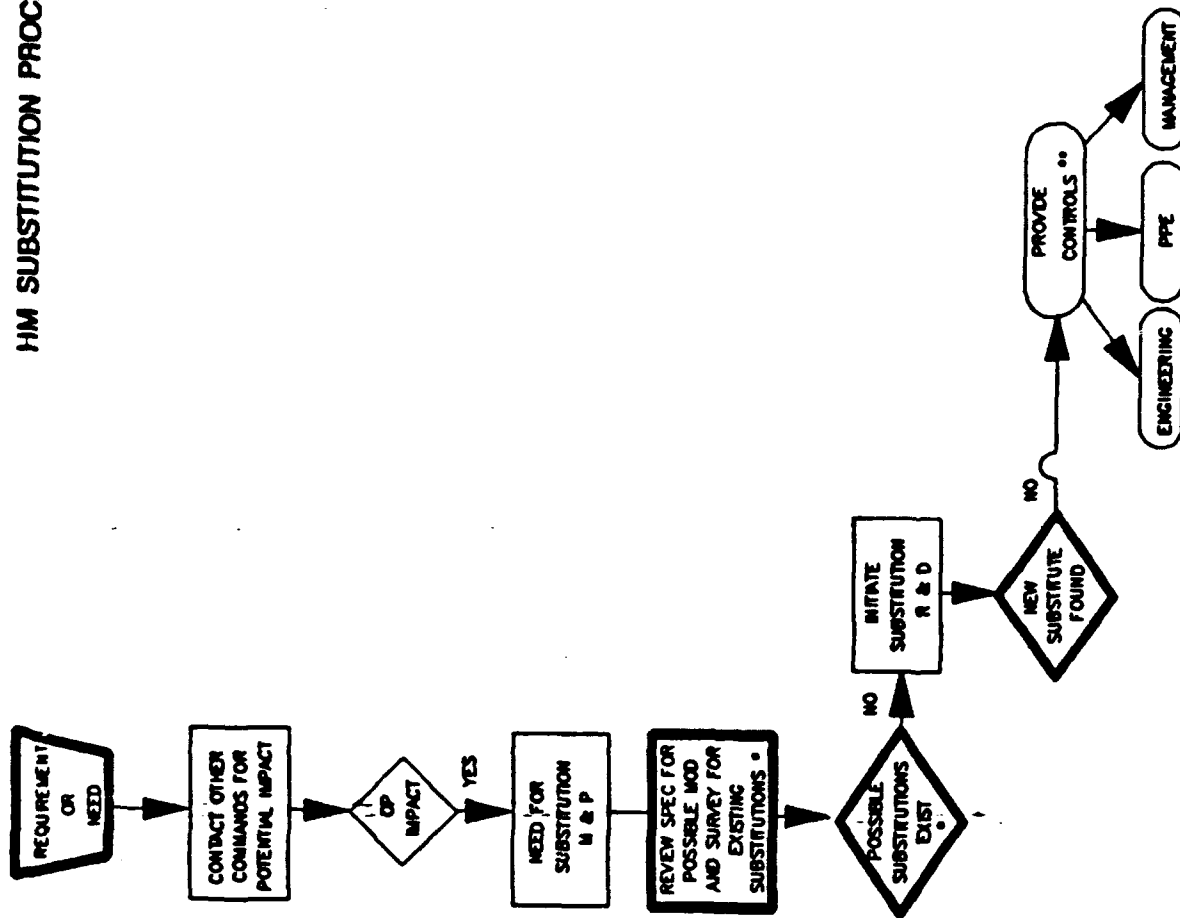 HM SUBSTITUTION PROC
REQUIREMENT
OR
NEED
CONTACT OTHER
COMMANDS FOR
POTENTIAL IMPACT
OP
IMPACT
YES
NEED FOR
SUBSTITUTION
M & P
REVIEW SPEC FOR
POSSIBLE MOD
AND SURVEY FOR
EXISTING
SUBSTITUTIONS *
POSSIBLE
SUBSTITUTIONS
EXIST
*
NO
INITIATE
SUBSTITUTION
R & D
NEW
SUBSTITUTE
FOUND
NO
PROVIDE
CONTROLS **
ENGINEERING
PPE
MANAGEMENT